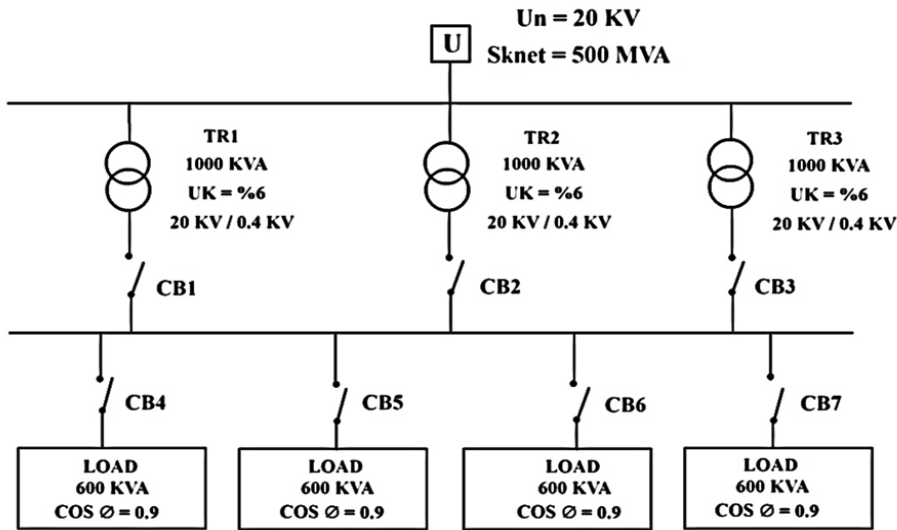 Un = 20 KV
U
Sknet = 500 MVA
TR1
1000 KVA
UK = %6
20 KV / 0.4 KV
TR2
1000 KVA
UK = %6
20 KV / 0.4 KV
TR3
1000 KVA
UK = %6
20 KV / 0.4 KV
CB1
CB2
CB3
CB4
CB5
CB6
CB7
LOAD
600 KVA
COS Ø = 0.9
LOAD
600 KVA
COS Ø = 0.9
LOAD
600 KVA
COS Ø = 0.9
LOAD
600 KVA
COS Ø = 0.9